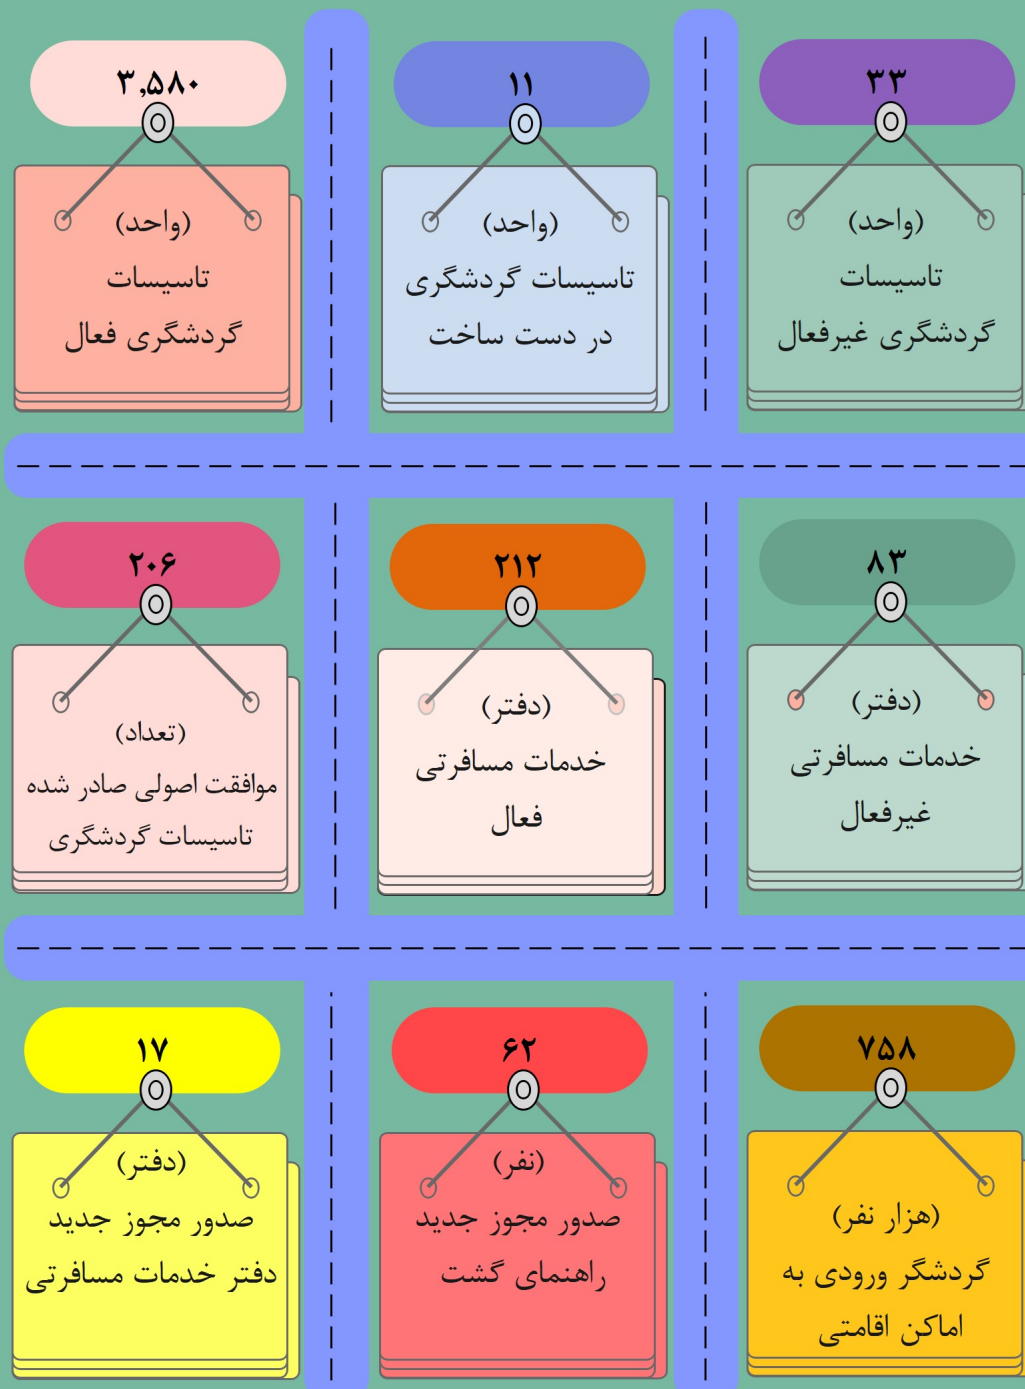 ۳۳
(واحد)
تاسیسات
گردشگری غیرفعال
۱۱
(واحد)
تاسیسات گردشگری
در دست ساخت
۳,۵۸۰
(واحد)
تاسیسات
گردشگری فعال
۸۳
(دفتر)
خدمات مسافرتی
غیرفعال
۲۱۲
(دفتر)
خدمات مسافرتی
فعال
۲۰۶
(تعداد)
موافقت اصولی صادر شده
تاسیسات گردشگری
۷۵۸
(هزار نفر)
گردشگر ورودی به
اماکن اقامتی
۶۲
(نفر)
صدور مجوز جدید
راهنمای گشت
۱۷
(دفتر)
صدور مجوز جدید
دفتر خدمات مسافرتی